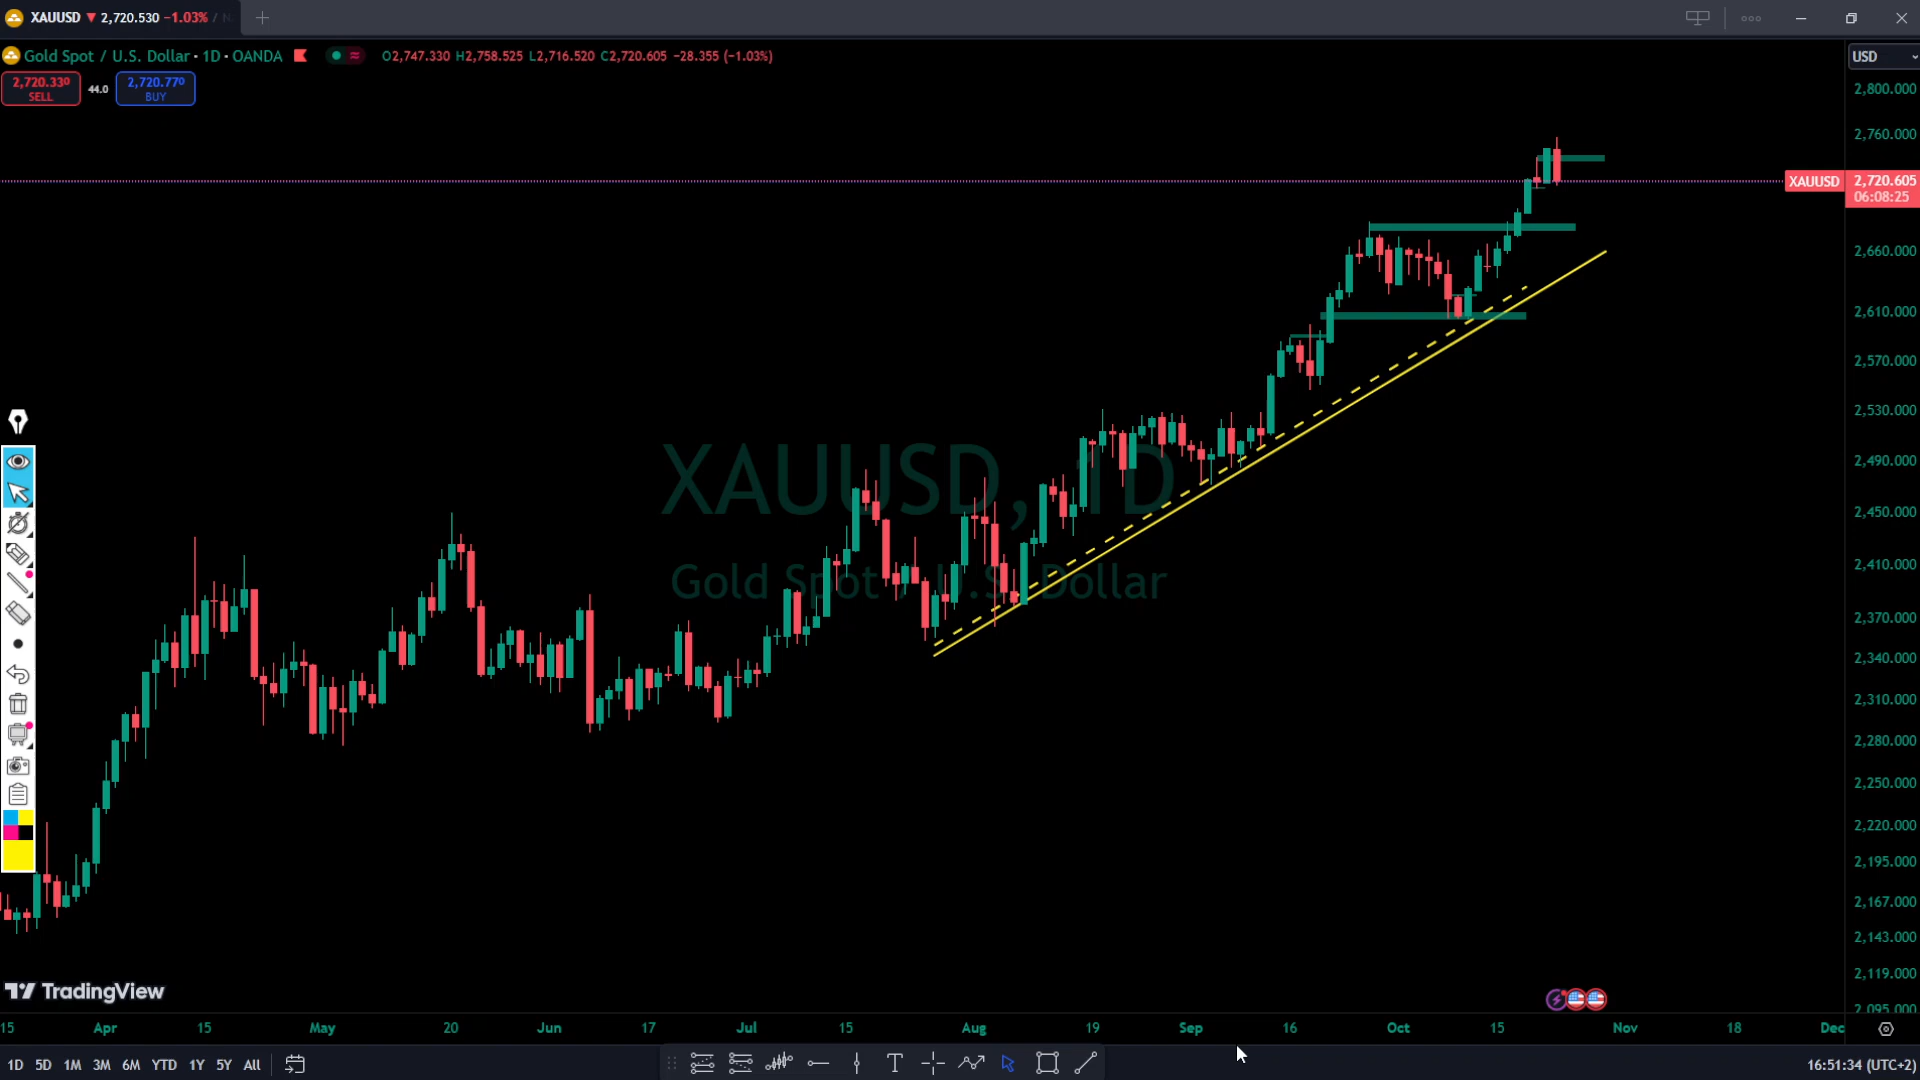 XAUUSD ▼ 2,720.530 −1.03% / N
Gold Spot / U.S. Dollar · 1D · OANDA O2,747.330 H2,758.525 L2,716.520 C2,720.605 −28.355 (−1.03%)
USD
2,720.330 44.0 2,720.770
SELL BUY
2,800.000
2,760.000
XAUUSD 2,720.605
06:08:25
2,660.000
2,610.000
2,570.000
2,530.000
2,490.000
XAUUSD, 1D
2,450.000
2,410.000
Gold Spot / U.S. Dollar
2,370.000
2,340.000
2,310.000
2,280.000
2,250.000
2,220.000
2,195.000
2,167.000
2,143.000
2,119.000
TradingView
2,095.000
15 Apr 15 May 20 Jun 17 Jul 15 Aug 19 Sep 16 Oct 15 Nov 18 Dec
1D 5D 1M 3M 6M YTD 1Y 5Y All
16:51:34 (UTC+2)